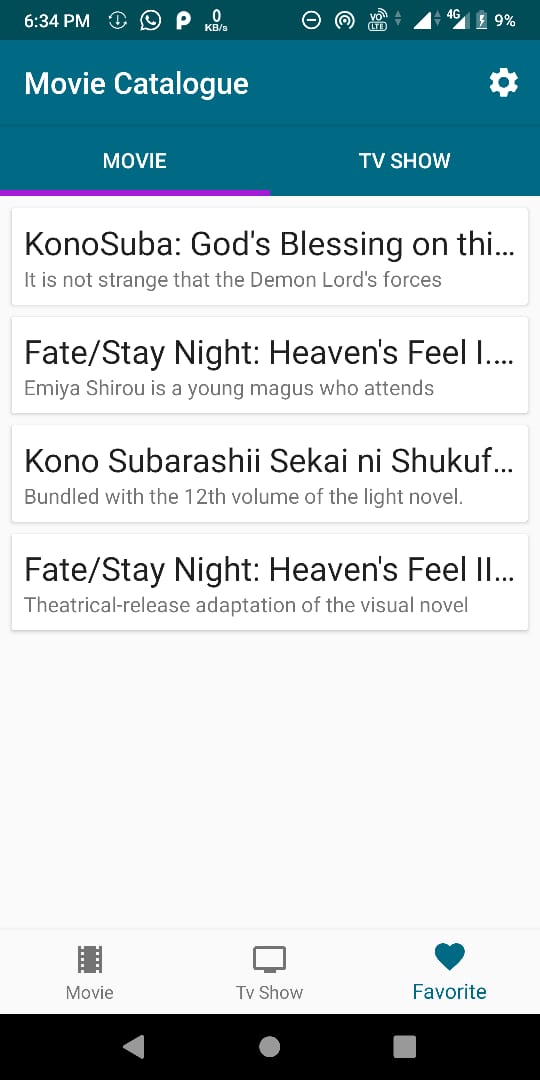 6:34 PM 0 KB/s VO LTE 4G 9%
Movie Catalogue
MOVIE TV SHOW
KonoSuba: God's Blessing on thi...
It is not strange that the Demon Lord's forces
Fate/Stay Night: Heaven's Feel I....
Emiya Shirou is a young magus who attends
Kono Subarashii Sekai ni Shukuf...
Bundled with the 12th volume of the light novel.
Fate/Stay Night: Heaven's Feel II...
Theatrical-release adaptation of the visual novel
Movie Tv Show Favorite